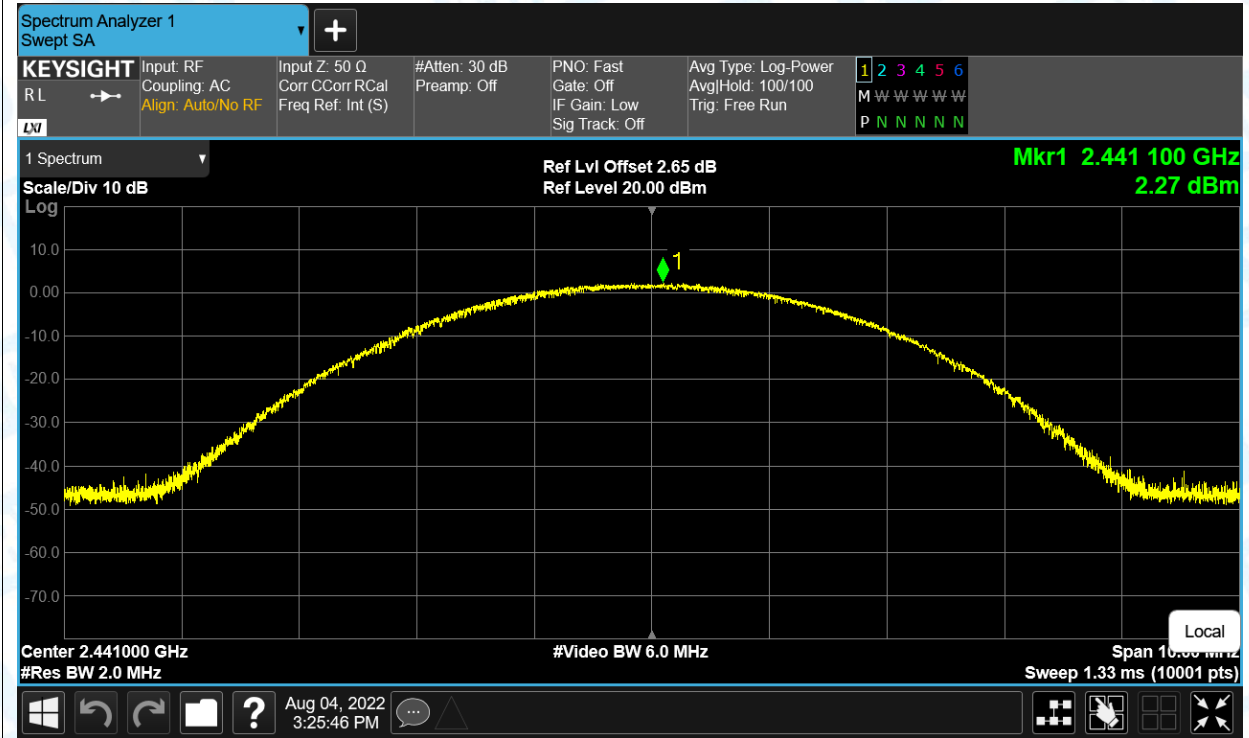 Spectrum Analyzer 1
Swept SA
KEYSIGHT
R L
LXI
Input: RF
Coupling: AC
Align: Auto/No RF
Input Z: 50 Ω
Corr CCorr RCal
Freq Ref: Int (S)
#Atten: 30 dB
Preamp: Off
PNO: Fast
Gate: Off
IF Gain: Low
Sig Track: Off
Avg Type: Log-Power
Avg|Hold: 100/100
Trig: Free Run
1 2 3 4 5 6
M W W W W W W
P N N N N N N
1 Spectrum
Scale/Div 10 dB
Log
Ref Lvl Offset 2.65 dB
Ref Level 20.00 dBm
Mkr1 2.441 100 GHz
2.27 dBm
1
10.0
0.00
-10.0
-20.0
-30.0
-40.0
-50.0
-60.0
-70.0
Local
Center 2.441000 GHz
#Video BW 6.0 MHz
Span 10.00 MHz
#Res BW 2.0 MHz
Sweep 1.33 ms (10001 pts)
?
Aug 04, 2022
3:25:46 PM